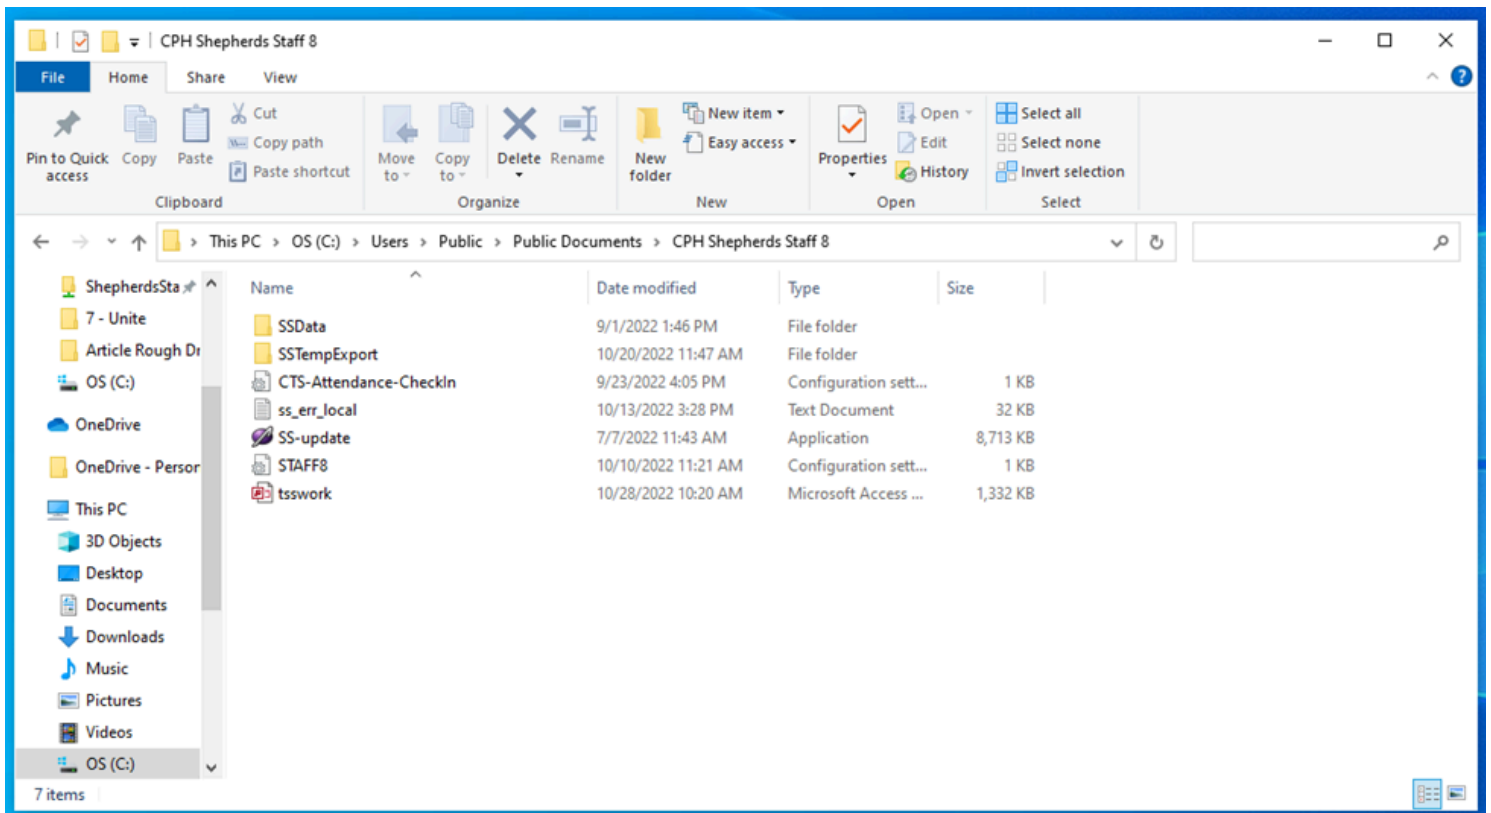 CPH Shepherds Staff 8
File Home Share View
Pin to Quick access
Copy
Paste
Cut
Copy path
Paste shortcut
Clipboard
Move to
Copy to
Delete
Rename
Organize
New folder
New item
Easy access
New
Properties
Open
Edit
History
Open
Select all
Select none
Invert selection
Select
This PC > OS (C:) > Users > Public > Public Documents > CPH Shepherds Staff 8
ShepherdsSta
7 - Unite
Article Rough Dr
OS (C:)
OneDrive
OneDrive - Person
This PC
3D Objects
Desktop
Documents
Downloads
Music
Pictures
Videos
OS (C:)
Name Date modified Type Size
SSData 9/1/2022 1:46 PM File folder
SSTempExport 10/20/2022 11:47 AM File folder
CTS-Attendance-CheckIn 9/23/2022 4:05 PM Configuration sett... 1 KB
ss_err_local 10/13/2022 3:28 PM Text Document 32 KB
SS-update 7/7/2022 11:43 AM Application 8,713 KB
STAFF8 10/10/2022 11:21 AM Configuration sett... 1 KB
tsswork 10/28/2022 10:20 AM Microsoft Access ... 1,332 KB
7 items